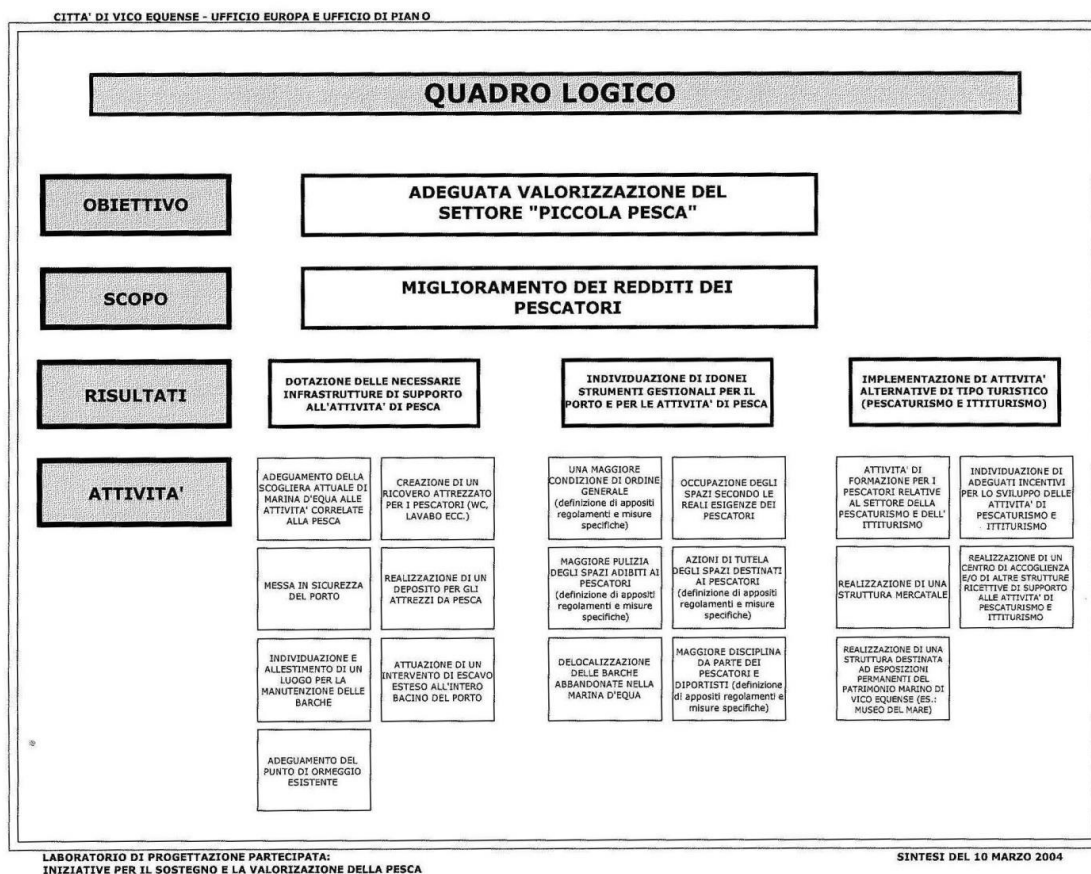 CITTA' DI VICO EQUENSE - UFFICIO EUROPA E UFFICIO DI PIANO
QUADRO LOGICO
OBIETTIVO
ADEGUATA VALORIZZAZIONE DEL
SETTORE "PICCOLA PESCA"
SCOPO
MIGLIORAMENTO DEI REDDITI DEI
PESCATORI
RISULTATI
DOTAZIONE DELLE NECESSARIE
INFRASTRUTTURE DI SUPPORTO
ALL'ATTIVITA' DI PESCA
INDIVIDUAZIONE DI IDONEI
STRUMENTI GESTIONALI PER IL
PORTO E PER LE ATTIVITA' DI PESCA
IMPLEMENTAZIONE DI ATTIVITA'
ALTERNATIVE DI TIPO TURISTICO
(PESCATURISMO E ITTITURISMO)
ATTIVITA'
ADEGUAMENTO DELLA
SCOGLIERA ATTUALE DI
MARINA D'EQUA ALLE
ATTIVITA' CORRELATE
ALLA PESCA
CREAZIONE DI UN
RICOVERO ATTREZZATO
PER I PESCATORI (WC,
LAVABO ECC.)
UNA MAGGIORE
CONDIZIONE DI ORDINE
GENERALE
(definizione di appositi
regolamenti e misure
specifiche)
OCCUPAZIONE DEGLI
SPAZI SECONDO LE
REALI ESIGENZE DEI
PESCATORI
ATTIVITA' DI
FORMAZIONE PER I
PESCATORI RELATIVE
AL SETTORE DELLA
PESCATURISMO E DELL'
ITTITURISMO
INDIVIDUAZIONE DI
ADEGUATI INCENTIVI
PER LO SVILUPPO DELLE
ATTIVITA' DI
PESCATURISMO E
ITTITURISMO
MESSA IN SICUREZZA
DEL PORTO
REALIZZAZIONE DI UN
DEPOSITO PER GLI
ATTREZZI DA PESCA
MAGGIORE PULIZIA
DEGLI SPAZI ADIBITI AI
PESCATORI
(definizione di appositi
regolamenti e misure
specifiche)
AZIONI DI TUTELA
DEGLI SPAZI DESTINATI
AI PESCATORI
(definizione di appositi
regolamenti e misure
specifiche)
REALIZZAZIONE DI UNA
STRUTTURA MERCATALE
REALIZZAZIONE DI UN
CENTRO DI ACCOGLIENZA
E/O DI ALTRE STRUTTURE
RICETTIVE DI SUPPORTO
ALLE ATTIVITA' DI
PESCATURISMO E
ITTITURISMO
INDIVIDUAZIONE E
ALLESTIMENTO DI UN
LUOGO PER LA
MANUTENZIONE DELLE
BARCHE
ATTUAZIONE DI UN
INTERVENTO DI ESCAVO
ESTESO ALL'INTERO
BACINO DEL PORTO
DELOCALIZZAZIONE
DELLE BARCHE
ABBANDONATE NELLA
MARINA D'EQUA
MAGGIORE DISCIPLINA
DA PARTE DEI
PESCATORI E
DIPORTISTI (definizione
di appositi regolamenti e
misure specifiche)
REALIZZAZIONE DI UNA
STRUTTURA DESTINATA
AD ESPOSIZIONI
PERMANENTI DEL
PATRIMONIO MARINO DI
VICO EQUENSE (ES.:
MUSEO DEL MARE)
ADEGUAMENTO DEL
PUNTO DI ORMEGGIO
ESISTENTE
LABORATORIO DI PROGETTAZIONE PARTECIPATA:
INIZIATIVE PER IL SOSTEGNO E LA VALORIZZAZIONE DELLA PESCA
SINTESI DEL 10 MARZO 2004